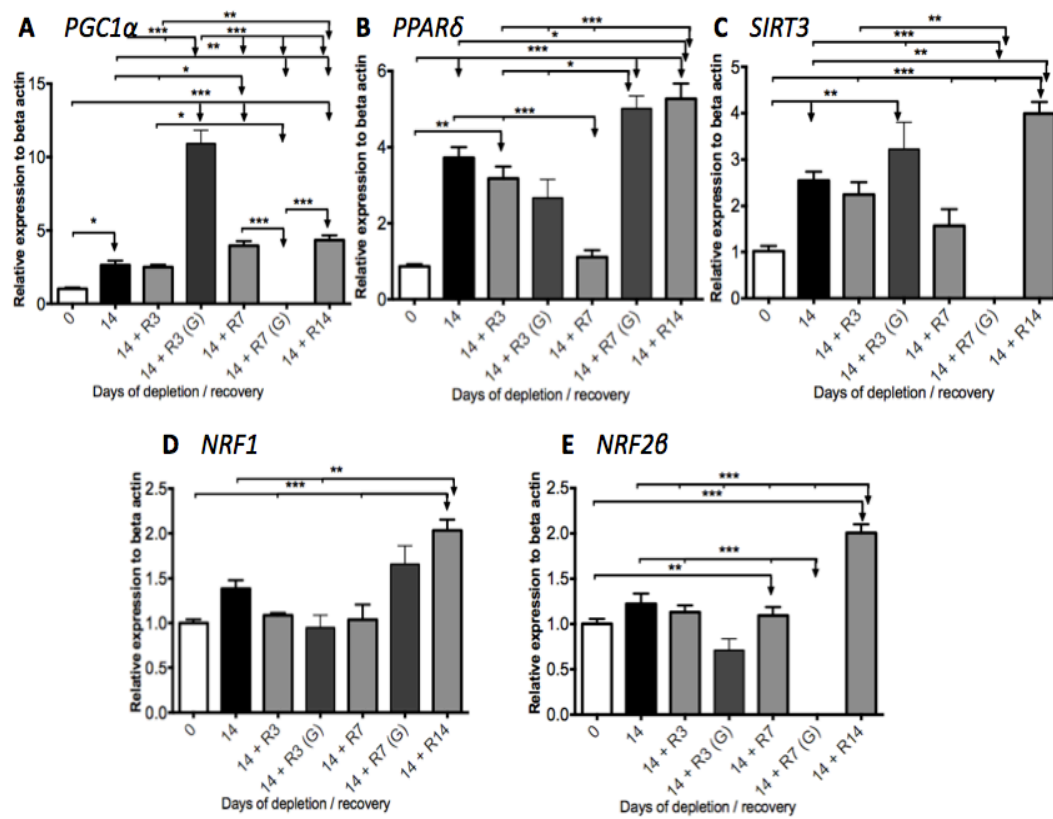 A PGC1α
*** ** ***
**
*
***
*
* *** ***
Relative expression to beta actin
15
10
5
0
0 14 14 + R3 14 + R3 (G) 14 + R7 14 + R7 (G) 14 + R14
Days of depletion / recovery
B PPARδ
***
*
***
*
***
**
Relative expression to beta actin
6
4
2
0
0 14 14 + R3 14 + R3 (G) 14 + R7 14 + R7 (G) 14 + R14
Days of depletion / recovery
C SIRT3
**
***
**
***
**
Relative expression to beta actin
5
4
3
2
1
0
0 14 14 + R3 14 + R3 (G) 14 + R7 14 + R7 (G) 14 + R14
Days of depletion / recovery
D NRF1
**
***
Relative expression to beta actin
2.5
2.0
1.5
1.0
0.5
0.0
0 14 14 + R3 14 + R3 (G) 14 + R7 14 + R7 (G) 14 + R14
Days of depletion / recovery
E NRF2β
***
***
***
**
Relative expression to beta actin
2.5
2.0
1.5
1.0
0.5
0.0
0 14 14 + R3 14 + R3 (G) 14 + R7 14 + R7 (G) 14 + R14
Days of depletion / recovery